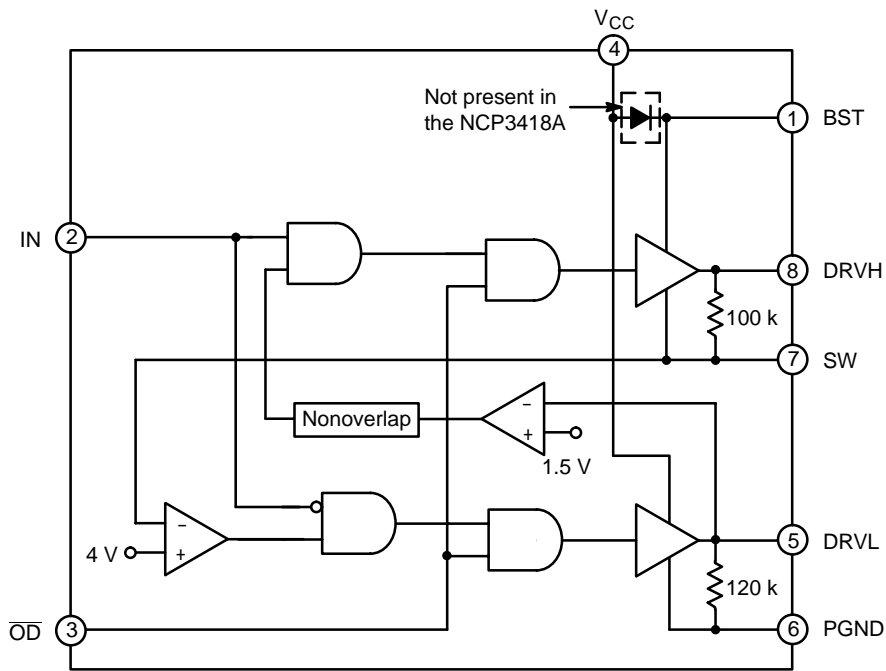 VCC
4
Not present in
the NCP3418A
1 BST
IN 2
8 DRVH
100 k
7 SW
Nonoverlap
−
+
1.5 V
−
4 V +
5 DRVL
120 k
OD 3
6 PGND